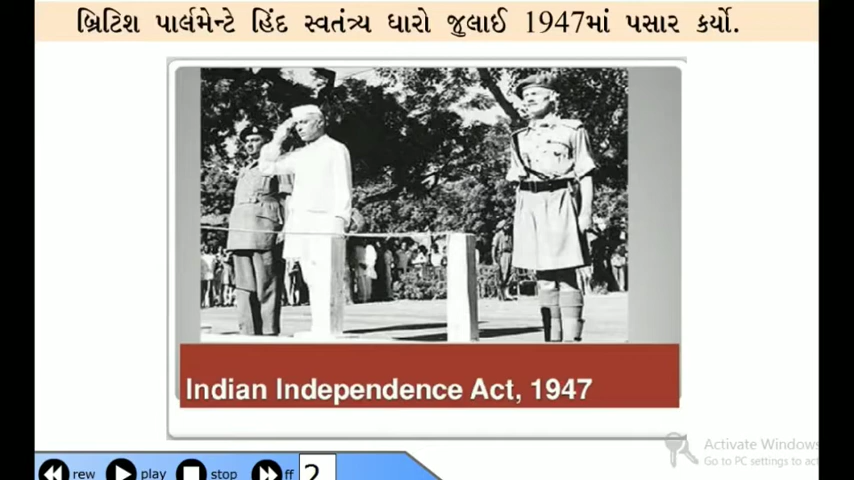 બ્રિટિશ પાર્લમેન્ટે હિંદ સ્વતંત્ર્ય ધારો જુલાઈ 1947માં પસાર કર્યો.
Indian Independence Act, 1947
Activate Windows
Go to PC settings to act
rew play stop ff 2